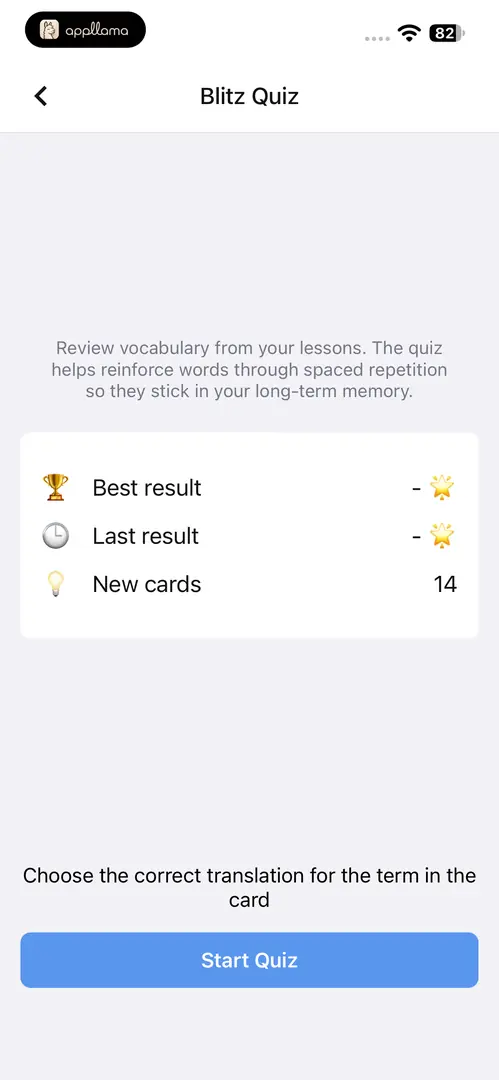 appllama
82
Blitz Quiz
Review vocabulary from your lessons. The quiz
helps reinforce words through spaced repetition
so they stick in your long-term memory.
Best result - 
Last result - 
New cards 14
Choose the correct translation for the term in the
card
Start Quiz